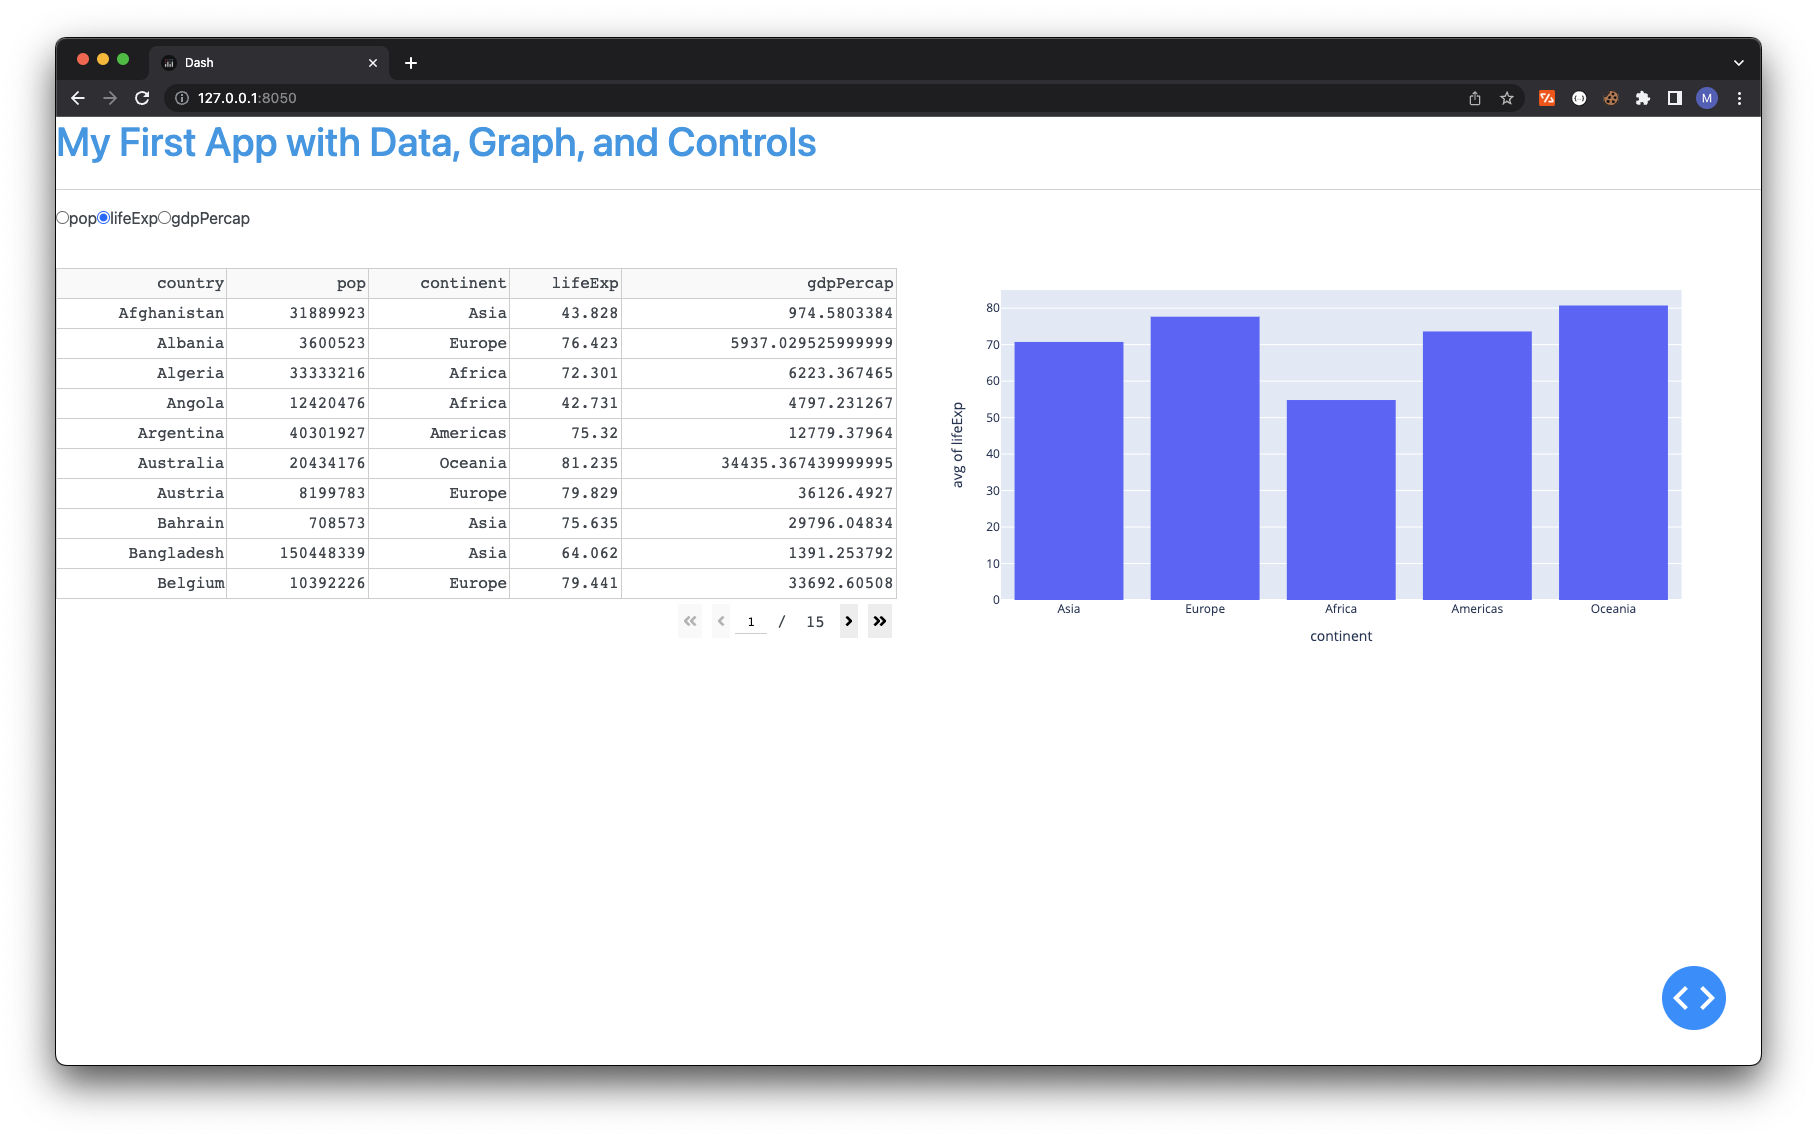 Dash
127.0.0.1:8050
M
My First App with Data, Graph, and Controls
pop lifeExp gdpPercap
country pop continent lifeExp gdpPercap
Afghanistan 31889923 Asia 43.828 974.5803384
Albania 3600523 Europe 76.423 5937.029525999999
Algeria 33333216 Africa 72.301 6223.367465
Angola 12420476 Africa 42.731 4797.231267
Argentina 40301927 Americas 75.32 12779.37964
Australia 20434176 Oceania 81.235 34435.367439999995
Austria 8199783 Europe 79.829 36126.4927
Bahrain 708573 Asia 75.635 29796.04834
Bangladesh 150448339 Asia 64.062 1391.253792
Belgium 10392226 Europe 79.441 33692.60508
1 / 15
avg of lifeExp
80
70
60
50
40
30
20
10
0
Asia Europe Africa Americas Oceania
continent